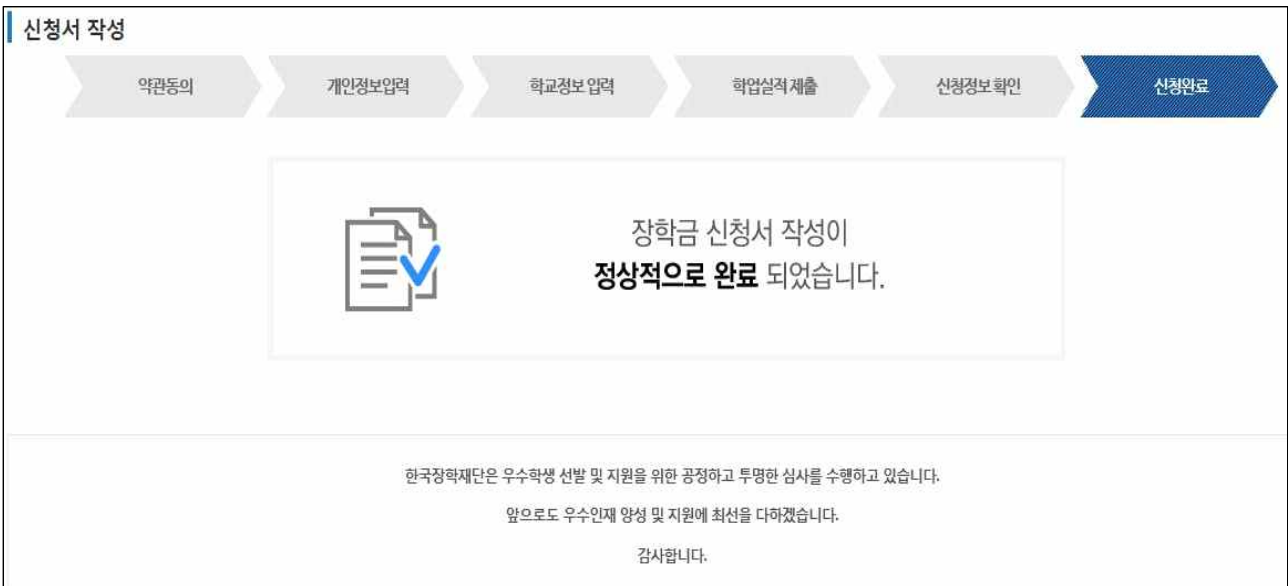 신청서 작성
약관동의
개인정보입력
학교정보 입력
학업실적 제출
신청정보 확인
신청완료
장학금 신청서 작성이
정상적으로 완료 되었습니다.
한국장학재단은 우수학생 선발 및 지원을 위한 공정하고 투명한 심사를 수행하고 있습니다.
앞으로도 우수인재 양성 및 지원에 최선을 다하겠습니다.
감사합니다.